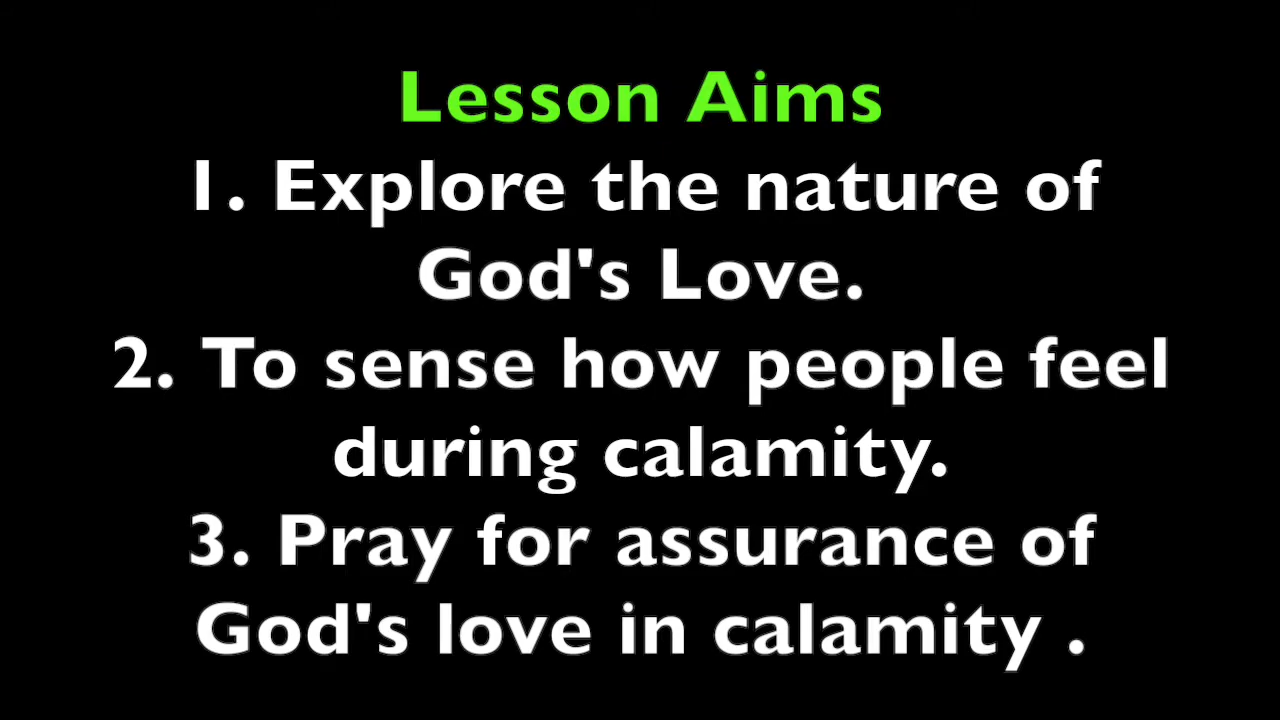 Lesson Aims
1. Explore the nature of
God's Love.
2. To sense how people feel
during calamity.
3. Pray for assurance of
God's love in calamity .